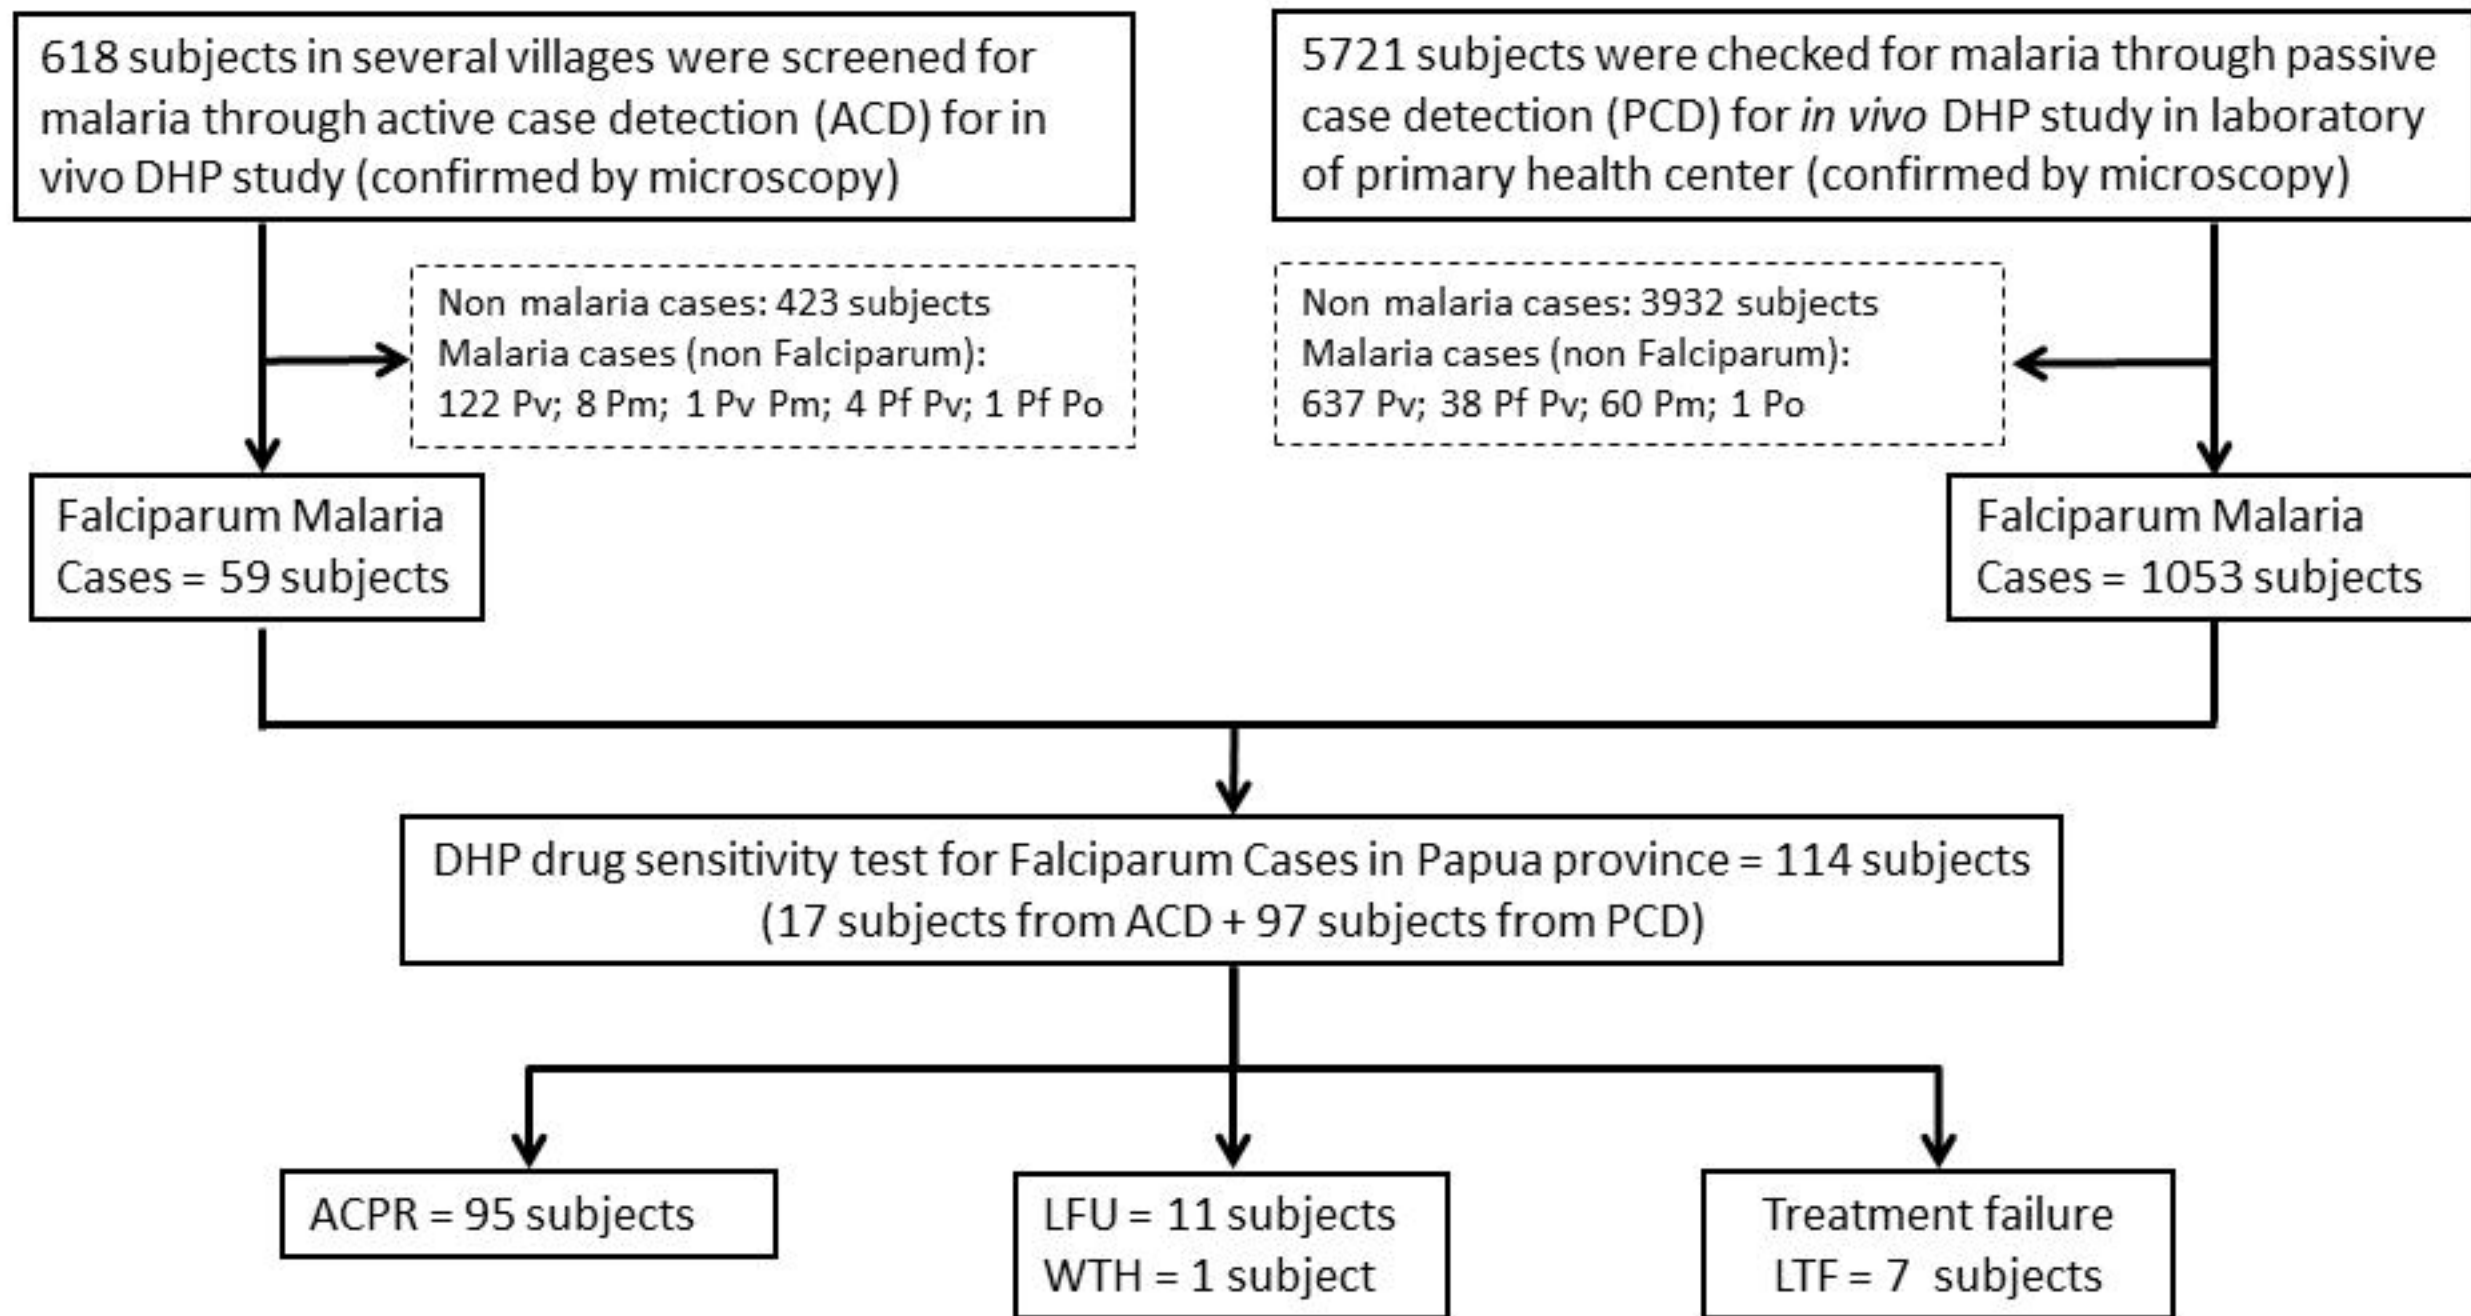 618 subjects in several villages were screened for
malaria through active case detection (ACD) for in
vivo DHP study (confirmed by microscopy)
5721 subjects were checked for malaria through passive
case detection (PCD) for in vivo DHP study in laboratory
of primary health center (confirmed by microscopy)
Non malaria cases: 423 subjects
Malaria cases (non Falciparum):
122 Pv; 8 Pm; 1 Pv Pm; 4 Pf Pv; 1 Pf Po
Non malaria cases: 3932 subjects
Malaria cases (non Falciparum):
637 Pv; 38 Pf Pv; 60 Pm; 1 Po
Falciparum Malaria
Cases = 59 subjects
Falciparum Malaria
Cases = 1053 subjects
DHP drug sensitivity test for Falciparum Cases in Papua province = 114 subjects
(17 subjects from ACD + 97 subjects from PCD)
ACPR = 95 subjects
LFU = 11 subjects
WTH = 1 subject
Treatment failure
LTF = 7 subjects